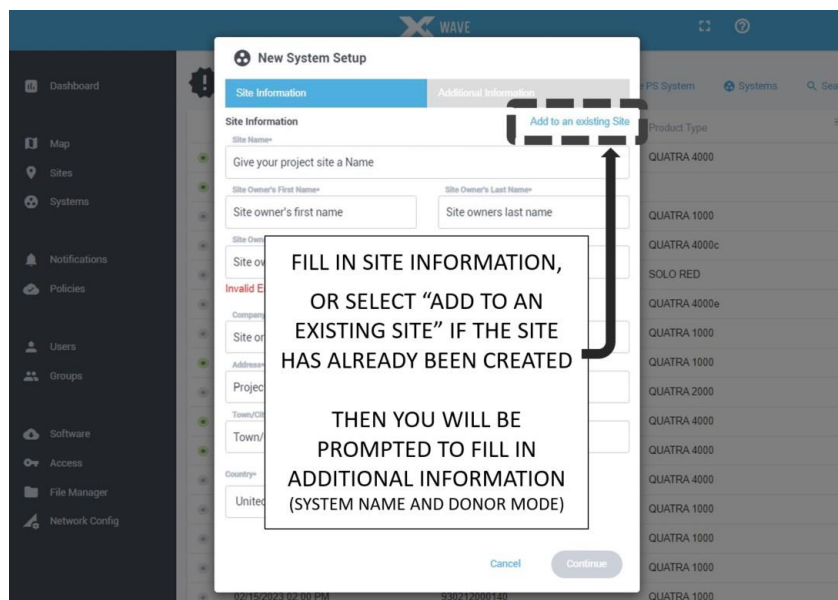 WAVE
New System Setup
Dashboard
Site Information
Additional Information
PS System
Systems
Site Information
Add to an existing Site
Product Type
Map
Site Name*
Give your project site a Name
QUATRA 4000
Sites
Site Owner's First Name*
Site Owner's Last Name*
Systems
Site owner's first name
Site owners last name
QUATRA 1000
QUATRA 4000c
Notifications
FILL IN SITE INFORMATION,
SOLO RED
Policies
Invalid
OR SELECT “ADD TO AN
QUATRA 4000e
Company
EXISTING SITE” IF THE SITE
QUATRA 1000
Users
HAS ALREADY BEEN CREATED
Address*
QUATRA 1000
Groups
QUATRA 2000
THEN YOU WILL BE
QUATRA 4000
Software
Town/
PROMPTED TO FILL IN
QUATRA 4000
Access
ADDITIONAL INFORMATION
Country*
QUATRA 4000
File Manager
(SYSTEM NAME AND DONOR MODE)
QUATRA 1000
Network Config
QUATRA 1000
Cancel
Continue
QUATRA 1000
02/15/2023 02:00 PM
930212000140
QUATRA 1000